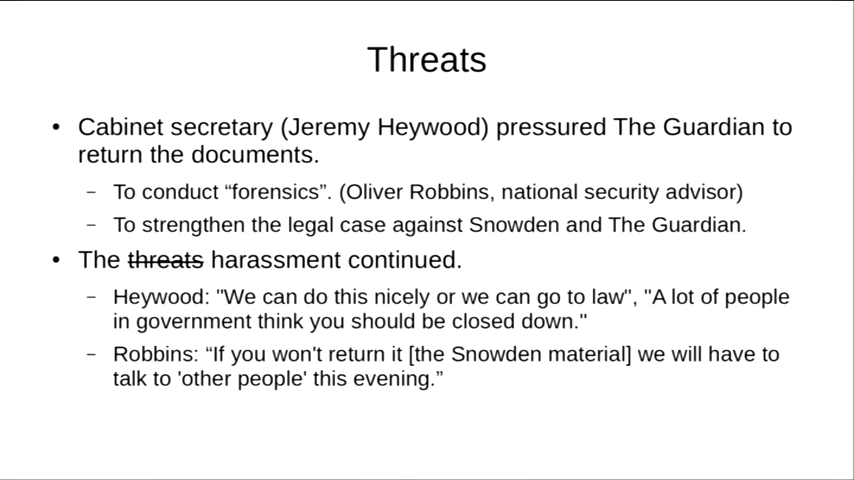 Threats
• Cabinet secretary (Jeremy Heywood) pressured The Guardian to
return the documents.
– To conduct “forensics”. (Oliver Robbins, national security advisor)
– To strengthen the legal case against Snowden and The Guardian.
• The threats harassment continued.
– Heywood: "We can do this nicely or we can go to law", "A lot of people
in government think you should be closed down."
– Robbins: “If you won't return it [the Snowden material] we will have to
talk to 'other people' this evening.”